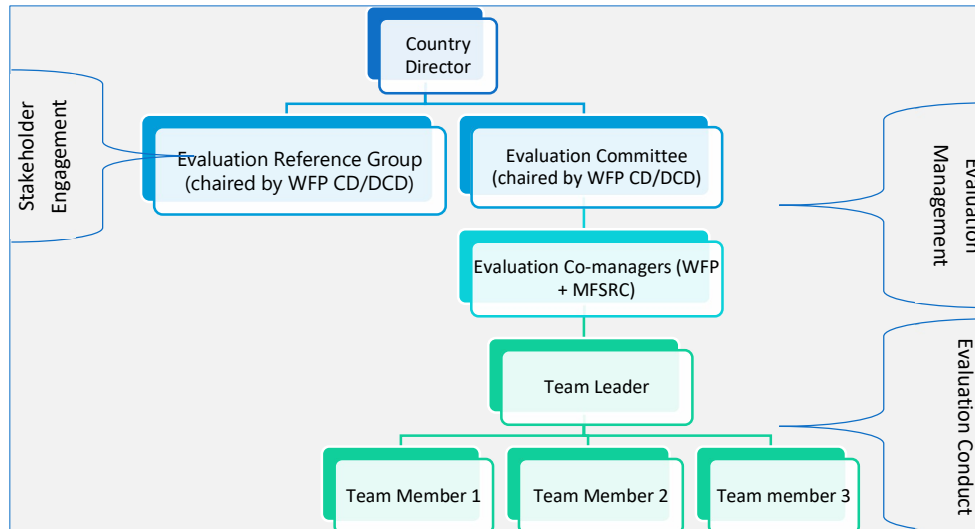 Country
Director
Stakeholder
Engagement
Evaluation Reference Group
(chaired by WFP CD/DCD)
Evaluation Committee
(chaired by WFP CD/DCD)
Evaluation
Management
Evaluation Co-managers (WFP
+ MFSRC)
Team Leader
Evaluation Conduct
Team Member 1
Team Member 2
Team member 3